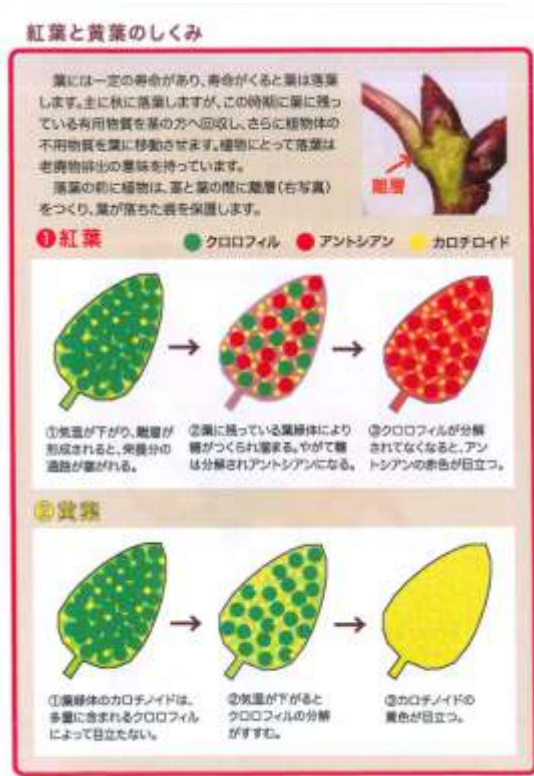 紅葉と黄葉のしくみ
葉には一定の寿命があり、寿命がくると葉は落葉
します。主に秋に落葉しますが、この時期に葉に残っ
ている有用物質を茎の方へ回収し、さらに植物体の
不用物質を葉に移動させます。植物にとって落葉は
老廃物排出の意味を持っています。
落葉の前に植物は、茎と葉の間に離層(右写真)
をつくり、葉が落ちた痕を保護します。
離層
❶紅葉
クロロフィル
アントシアン
カロチロイド
①気温が下がり、離層が
形成されると、栄養分の
通路が塞がれる。
②葉に残っている葉緑体により
糖がつくられ溜まる。やがて糖
は分解されアントシアンになる。
③クロロフィルが分解
されてなくなると、アン
トシアンの赤色が目立つ。
❷黄葉
①葉緑体のカロチノイドは、
多量に含まれるクロロフィル
によって目立たない。
②気温が下がると
クロロフィルの分解
がすすむ。
③カロチノイドの
黄色が目立つ。